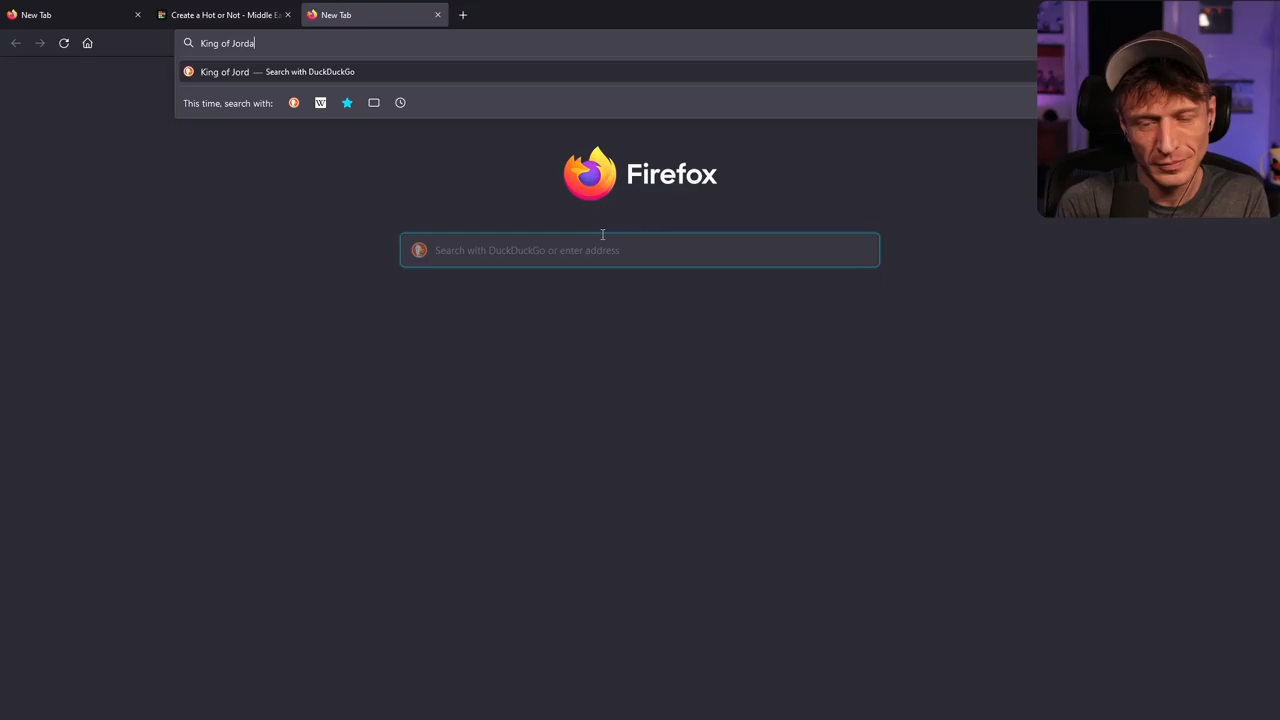 New Tab
Create a Hot or Not - Middle Ea
New Tab
King of Jorda
King of Jord — Search with DuckDuckGo
This time, search with:
W
Firefox
Search with DuckDuckGo or enter address